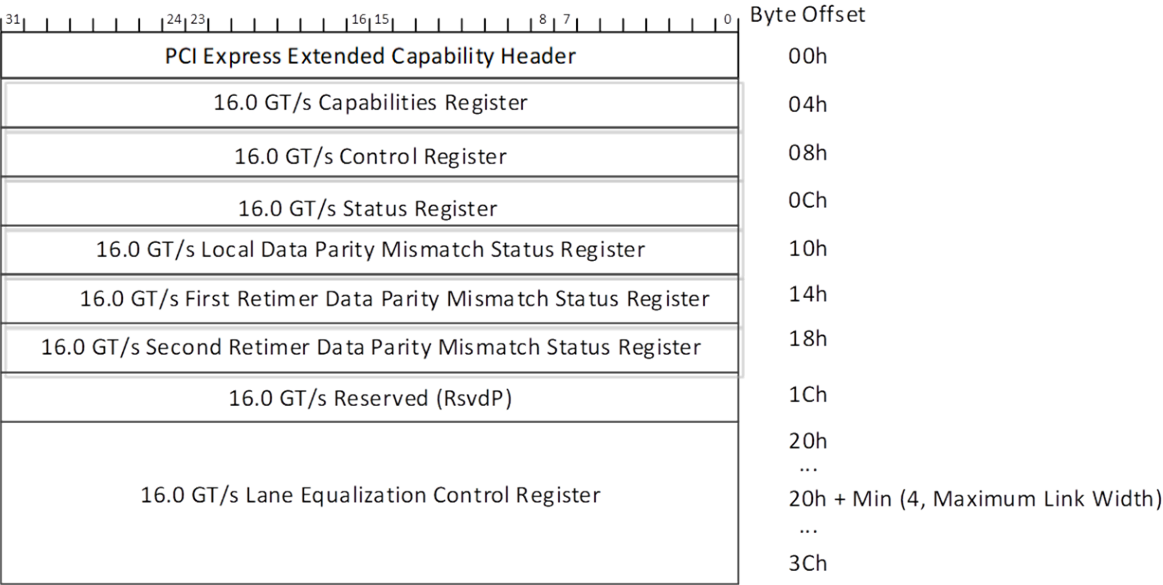 31 24 23 16 15 8 7 0 Byte Offset
PCI Express Extended Capability Header 00h
16.0 GT/s Capabilities Register 04h
16.0 GT/s Control Register 08h
16.0 GT/s Status Register 0Ch
16.0 GT/s Local Data Parity Mismatch Status Register 10h
16.0 GT/s First Retimer Data Parity Mismatch Status Register 14h
16.0 GT/s Second Retimer Data Parity Mismatch Status Register 18h
16.0 GT/s Reserved (RsvdP) 1Ch
20h
...
16.0 GT/s Lane Equalization Control Register 20h + Min (4, Maximum Link Width)
...
3Ch